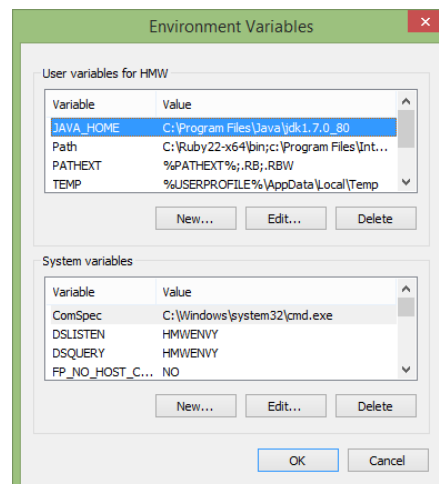 Environment Variables
User variables for HMW
Variable Value
JAVA_HOME C:\Program Files\Java\jdk1.7.0_80
Path C:\Ruby22-x64\bin;c:\Program Files\Int...
PATHEXT %PATHEXT%;.RB;.RBW
TEMP %USERPROFILE%\AppData\Local\Temp
New... Edit... Delete
System variables
Variable Value
ComSpec C:\Windows\system32\cmd.exe
DSLISTEN HMWENVY
DSQUERY HMWENVY
FP_NO_HOST_C... NO
New... Edit... Delete
OK Cancel